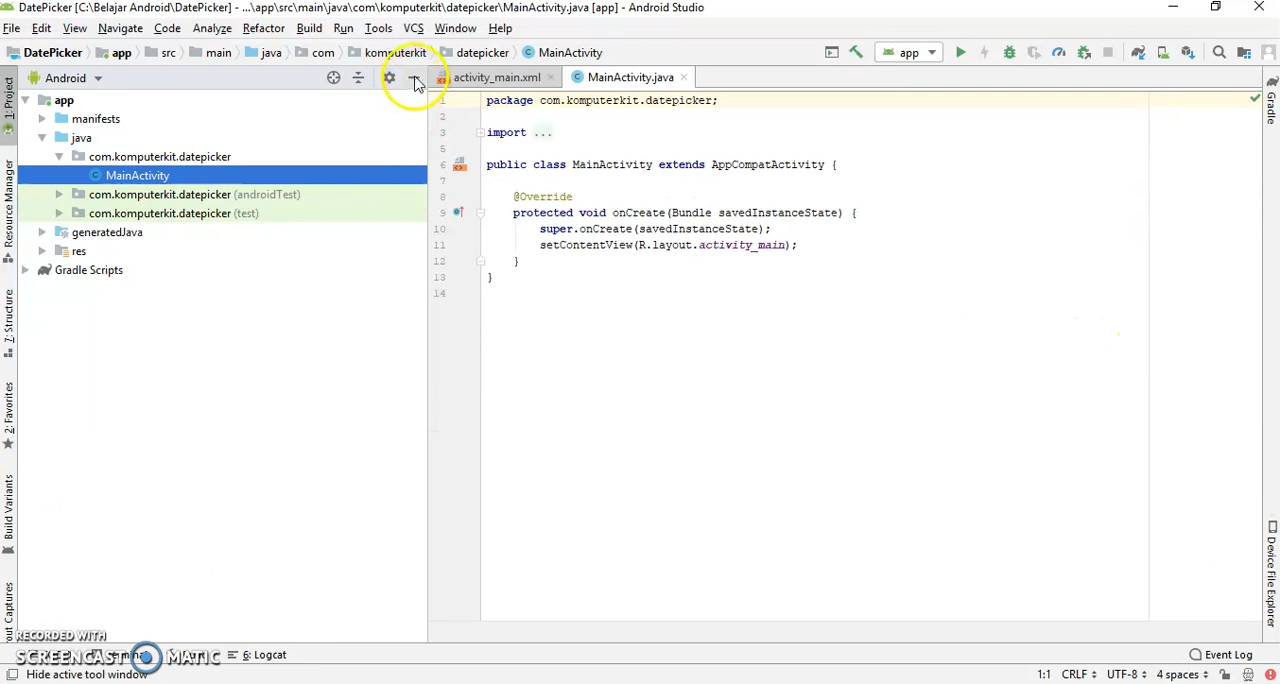 DatePicker [C:\Belajar Android\DatePicker] - ...\app\src\main\java\com\komputerkit\datepicker\MainActivity.java [app] - Android Studio
File Edit View Navigate Code Analyze Refactor Build Run Tools VCS Window Help
DatePicker app src main java com komputerkit datepicker MainActivity app
Android activity_main.xml MainActivity.java
1: Project
Resource Manager
7: Structure
2: Favorites
Build Variants
out Captures
app
manifests
java
com.komputerkit.datepicker
MainActivity
com.komputerkit.datepicker (androidTest)
com.komputerkit.datepicker (test)
generatedJava
res
Gradle Scripts
1 package com.komputerkit.datepicker;
2
3 import ...
5
6 public class MainActivity extends AppCompatActivity {
7
8 @Override
9 protected void onCreate(Bundle savedInstanceState) {
10 super.onCreate(savedInstanceState);
11 setContentView(R.layout.activity_main);
12 }
13 }
14
Gradle
Device File Explorer
RECORDED WITH
SCREENCAST MATIC
6: Logcat Event Log
Hide active tool window 1:1 CRLF UTF-8 4 spaces